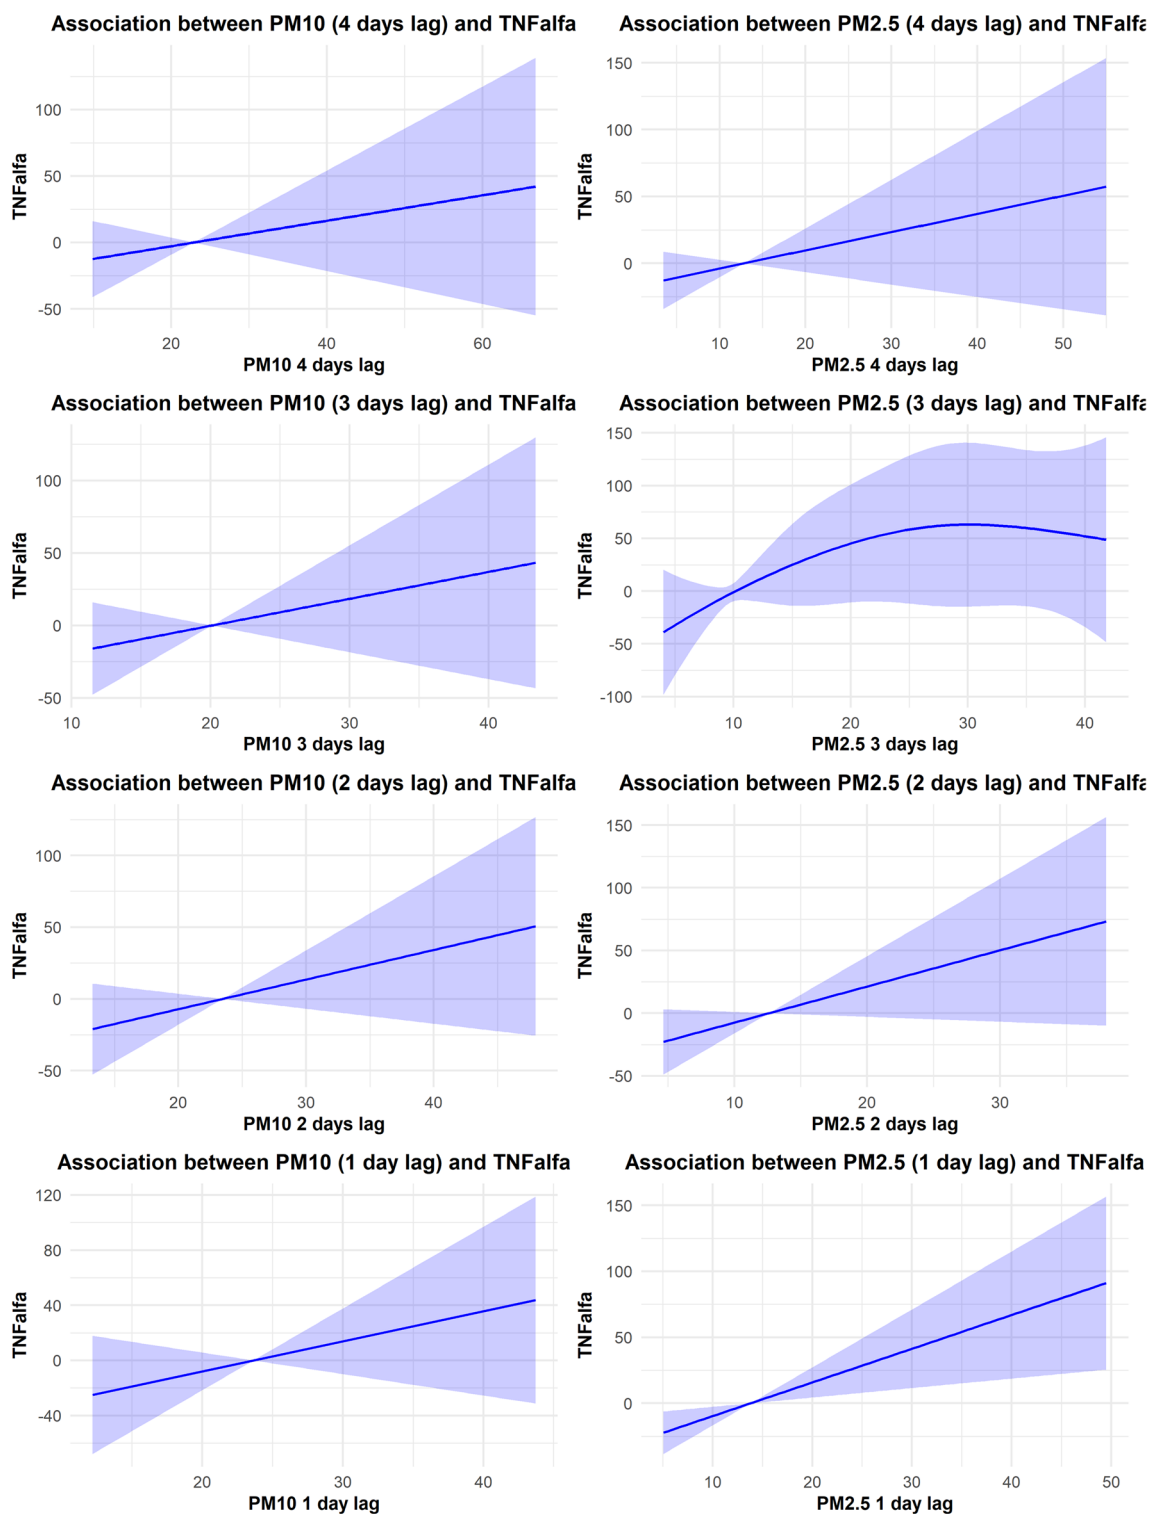 Association between PM10 (4 days lag) and TNFalfa
TNFalfa
100
50
0
-50
20 40 60
PM10 4 days lag
Association between PM2.5 (4 days lag) and TNFalfa
TNFalfa
150
100
50
0
10 20 30 40 50
PM2.5 4 days lag
Association between PM10 (3 days lag) and TNFalfa
TNFalfa
100
50
0
-50
10 20 30 40
PM10 3 days lag
Association between PM2.5 (3 days lag) and TNFalfa
TNFalfa
150
100
50
0
-50
-100
10 20 30 40
PM2.5 3 days lag
Association between PM10 (2 days lag) and TNFalfa
TNFalfa
100
50
0
-50
20 40
PM10 2 days lag
Association between PM2.5 (2 days lag) and TNFalfa
TNFalfa
150
100
50
0
-50
10 20 30
PM2.5 2 days lag
Association between PM10 (1 day lag) and TNFalfa
TNFalfa
120
80
40
0
-40
20 30 40
PM10 1 day lag
Association between PM2.5 (1 day lag) and TNFalfa
TNFalfa
150
100
50
0
10 20 30 40 50
PM2.5 1 day lag